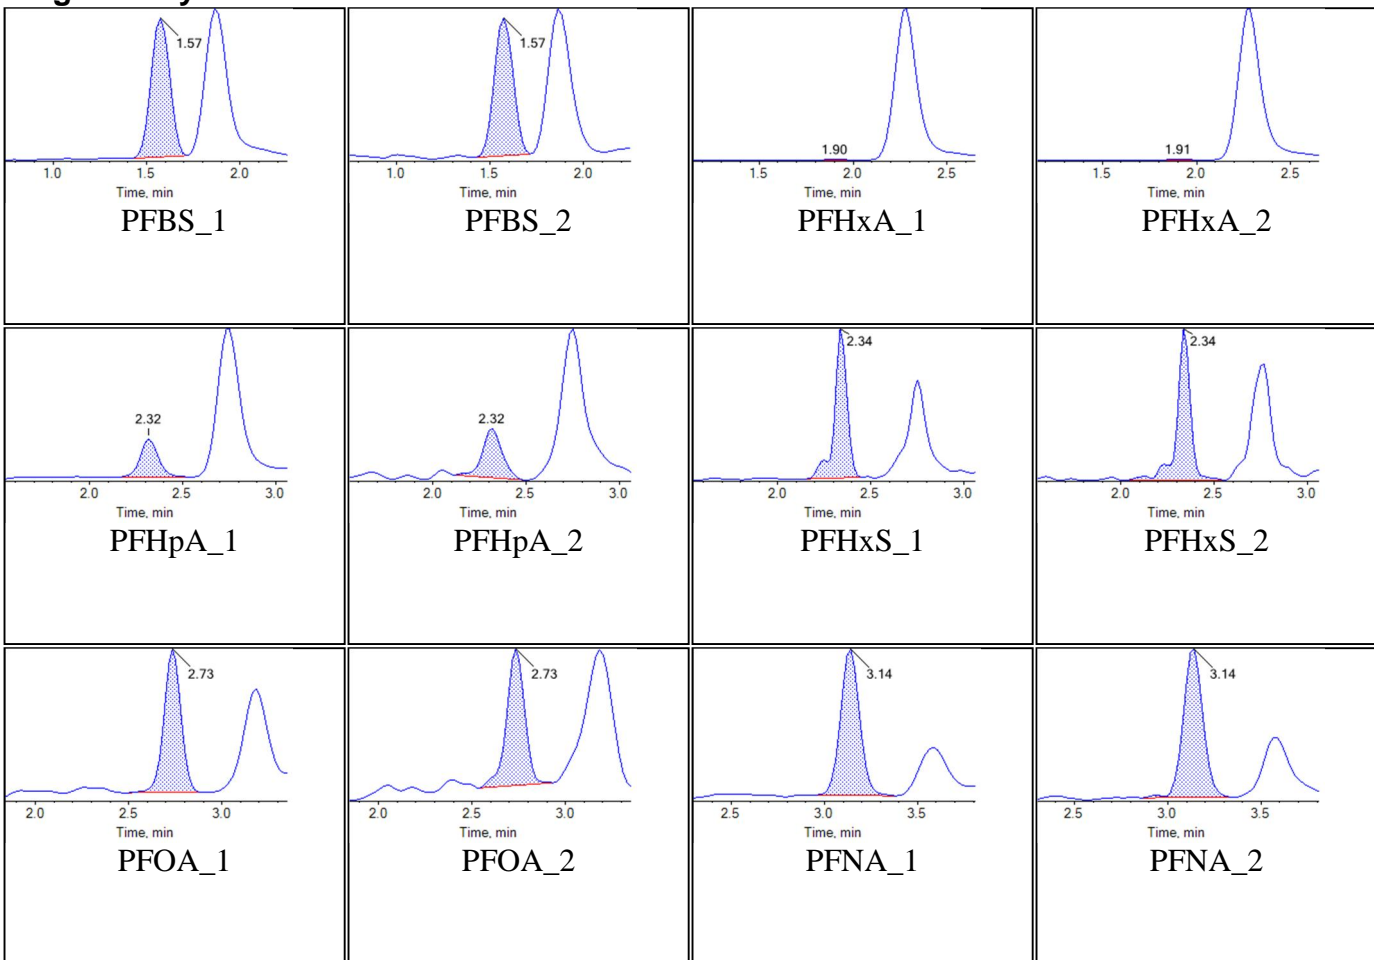 1.57
1.0 1.5 2.0
Time, min
PFBS_1
1.57
1.0 1.5 2.0
Time, min
PFBS_2
1.90
1.5 2.0 2.5
Time, min
PFHxA_1
1.91
1.5 2.0 2.5
Time, min
PFHxA_2
2.32
2.0 2.5 3.0
Time, min
PFHpA_1
2.32
2.0 2.5 3.0
Time, min
PFHpA_2
2.34
2.0 2.5 3.0
Time, min
PFHxS_1
2.34
2.0 2.5 3.0
Time, min
PFHxS_2
2.73
2.0 2.5 3.0
Time, min
PFOA_1
2.73
2.0 2.5 3.0
Time, min
PFOA_2
3.14
2.5 3.0 3.5
Time, min
PFNA_1
3.14
2.5 3.0 3.5
Time, min
PFNA_2